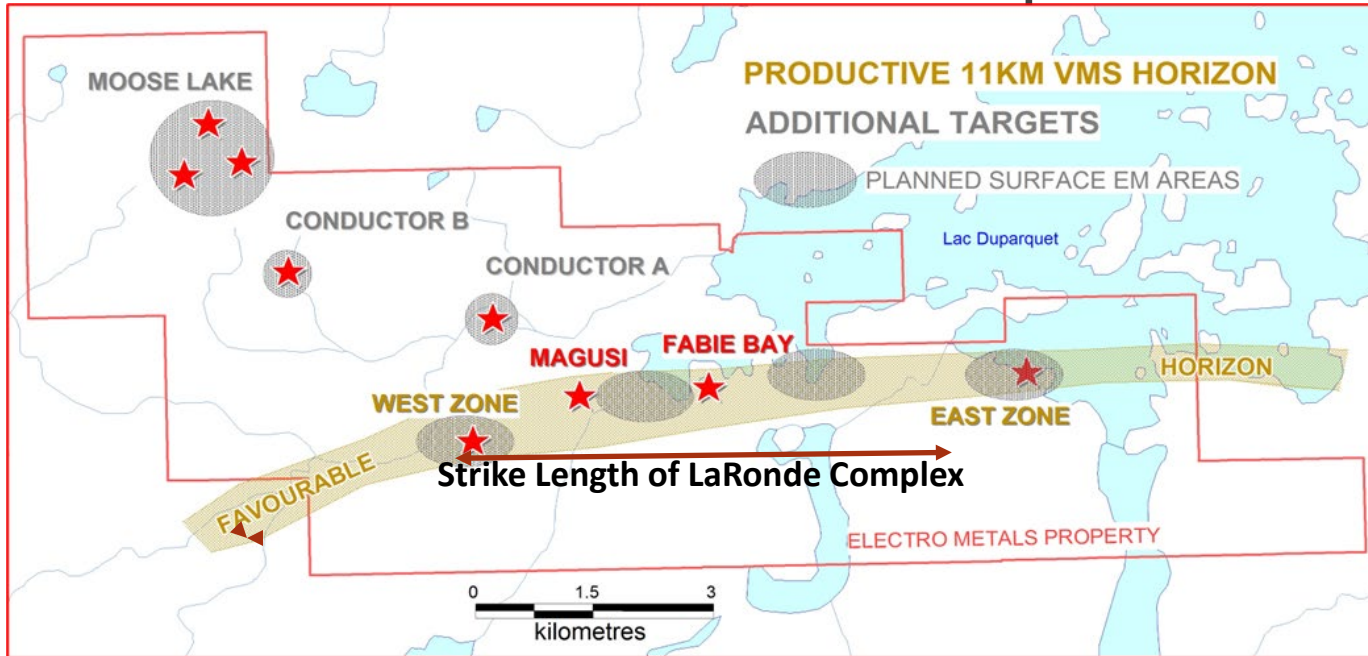 MOOSE LAKE
PRODUCTIVE 11KM VMS HORIZON
ADDITIONAL TARGETS
PLANNED SURFACE EM AREAS
CONDUCTOR B
Lac Duparquet
CONDUCTOR A
MAGUSI
FABIE BAY
HORIZON
WEST ZONE
EAST ZONE
Strike Length of LaRonde Complex
FAVOURABLE
ELECTRO METALS PROPERTY
0 1.5 3
kilometres